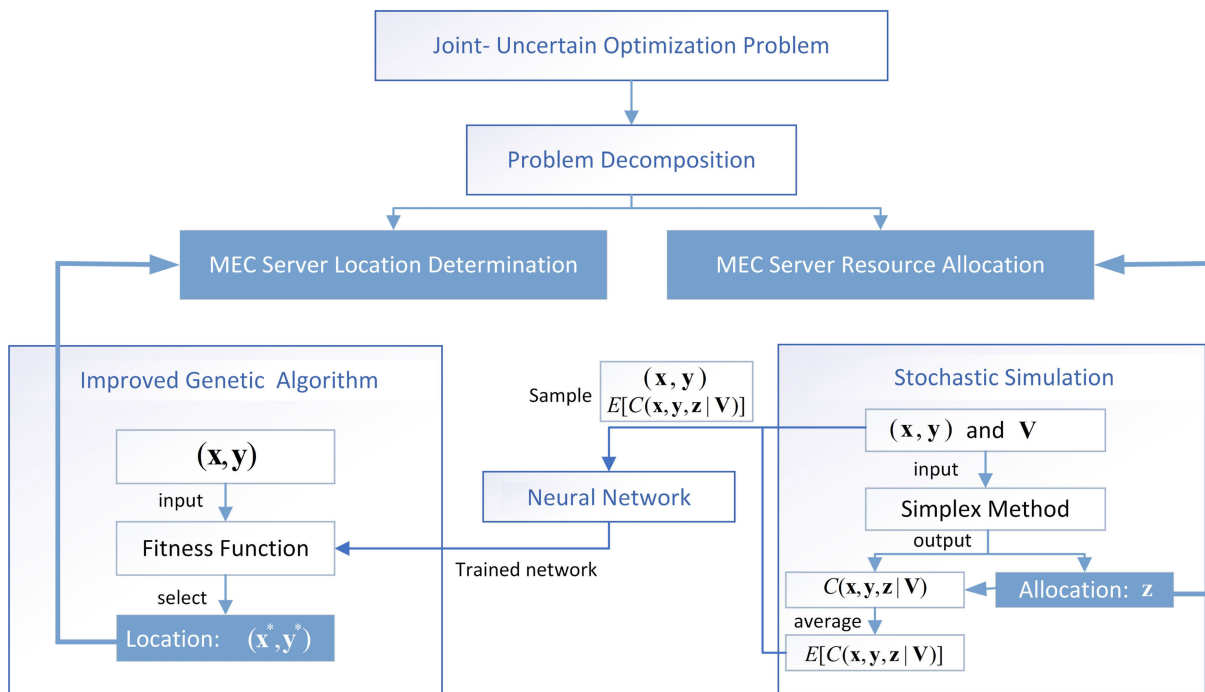 Joint- Uncertain Optimization Problem
Problem Decomposition
MEC Server Location Determination
MEC Server Resource Allocation
Improved Genetic Algorithm
(x,y)
input
Fitness Function
select
Location: (x*,y*)
Sample
(x, y)
E[C(x,y,z|V)]
Neural Network
Trained network
Stochastic Simulation
(x, y) and V
input
Simplex Method
output
C(x,y,z|V)
Allocation: z
average
E[C(x,y,z|V)]